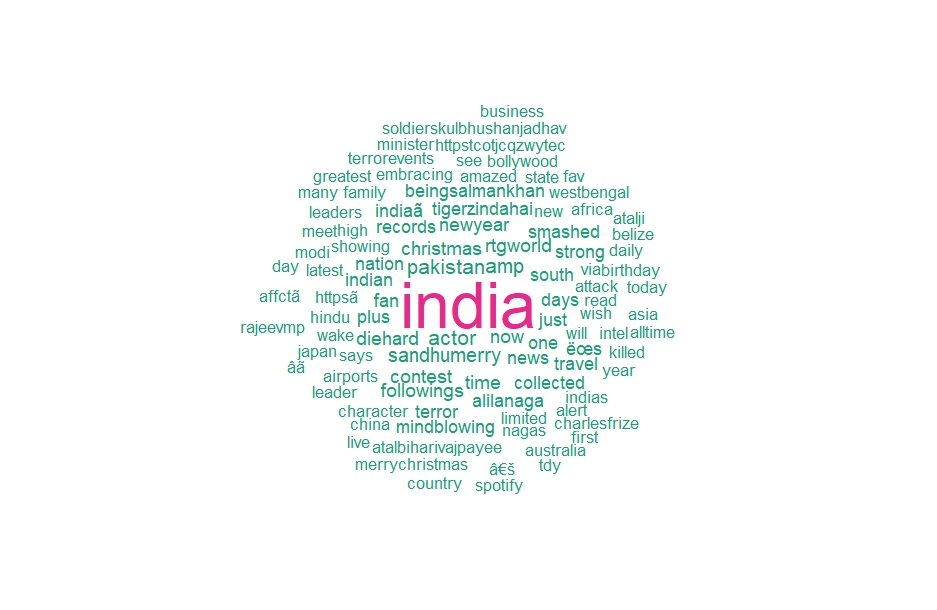 business
soldierskulbhushanjadhav
ministerhttpstcotjcqzwytec
terrorevents see bollywood
greatest embracing amazed state fav
many family beingsalmankhan westbengal
leaders indiaã tigerzindahai new africa
meethigh records newyear smashed atalji
belize
modi showing christmas rtgworld strong daily
day latest nation pakistanamp south via birthday
indian attack today
affctã httpsã fan india days read
hindu plus just wish asia
rajeevmp wake diehard actor now one will intel alltime
japan says sandhumerry news ëœs killed
âã airports contest time collected travel year
leader followings alilanaga indias
character terror limited alert
china mindblowing nagas charlesfrize
live atalbiharivajpayee australia first
merrychristmas â€š tdy
country spotify